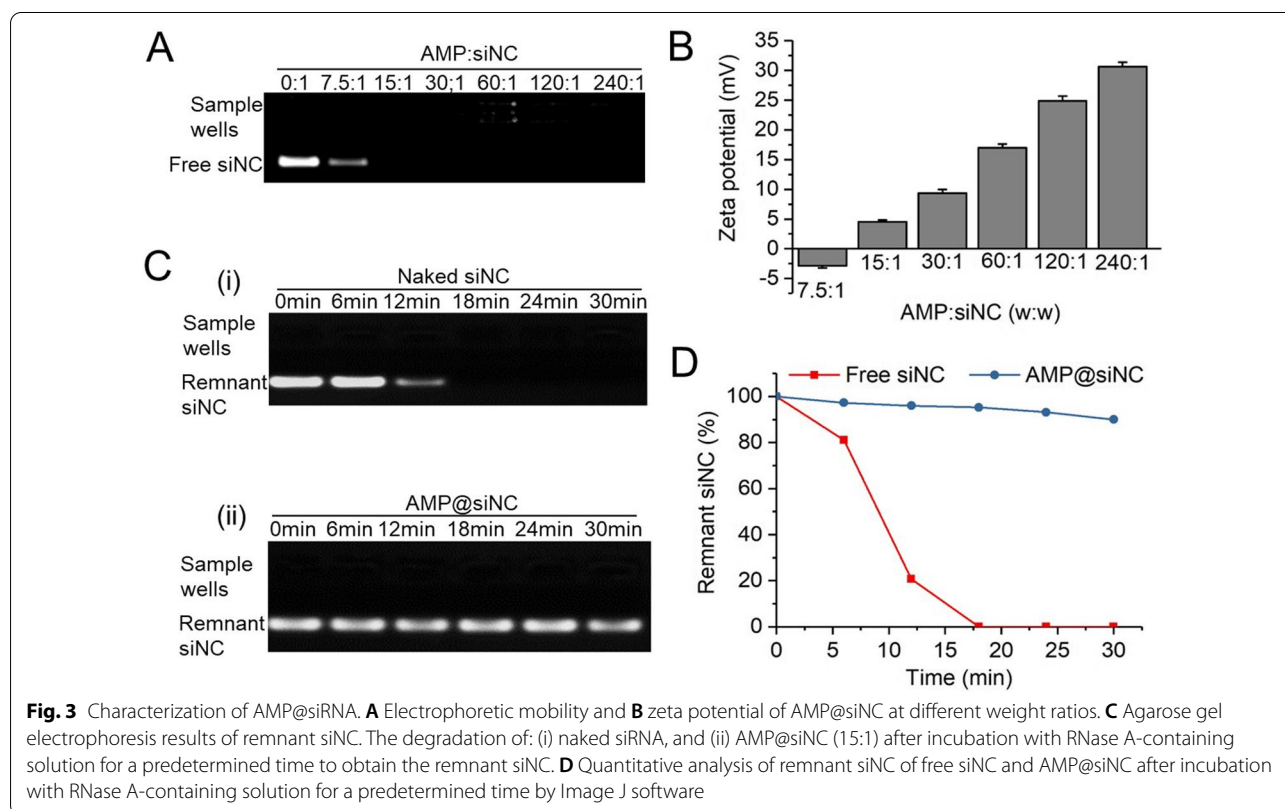 A
AMP:siNC
0:1 7.5:1 15:1 30;1 60:1 120:1 240:1
Sample
wells
Free siNC
B
Zeta potential (mV)
35
30
25
20
15
10
5
0
-5
7.5:1 15:1 30:1 60:1 120:1 240:1
AMP:siNC (w:w)
C
(i)
Naked siNC
0min 6min 12min 18min 24min 30min
Sample
wells
Remnant
siNC
(ii)
AMP@siNC
0min 6min 12min 18min 24min 30min
Sample
wells
Remnant
siNC
D
Free siNC AMP@siNC
Remnant siNC (%)
100
80
60
40
20
0
0 5 10 15 20 25 30
Time (min)
Fig. 3 Characterization of AMP@siRNA. A Electrophoretic mobility and B zeta potential of AMP@siNC at different weight ratios. C Agarose gel
electrophoresis results of remnant siNC. The degradation of: (i) naked siRNA, and (ii) AMP@siNC (15:1) after incubation with RNase A-containing
solution for a predetermined time to obtain the remnant siNC. D Quantitative analysis of remnant siNC of free siNC and AMP@siNC after incubation
with RNase A-containing solution for a predetermined time by Image J software